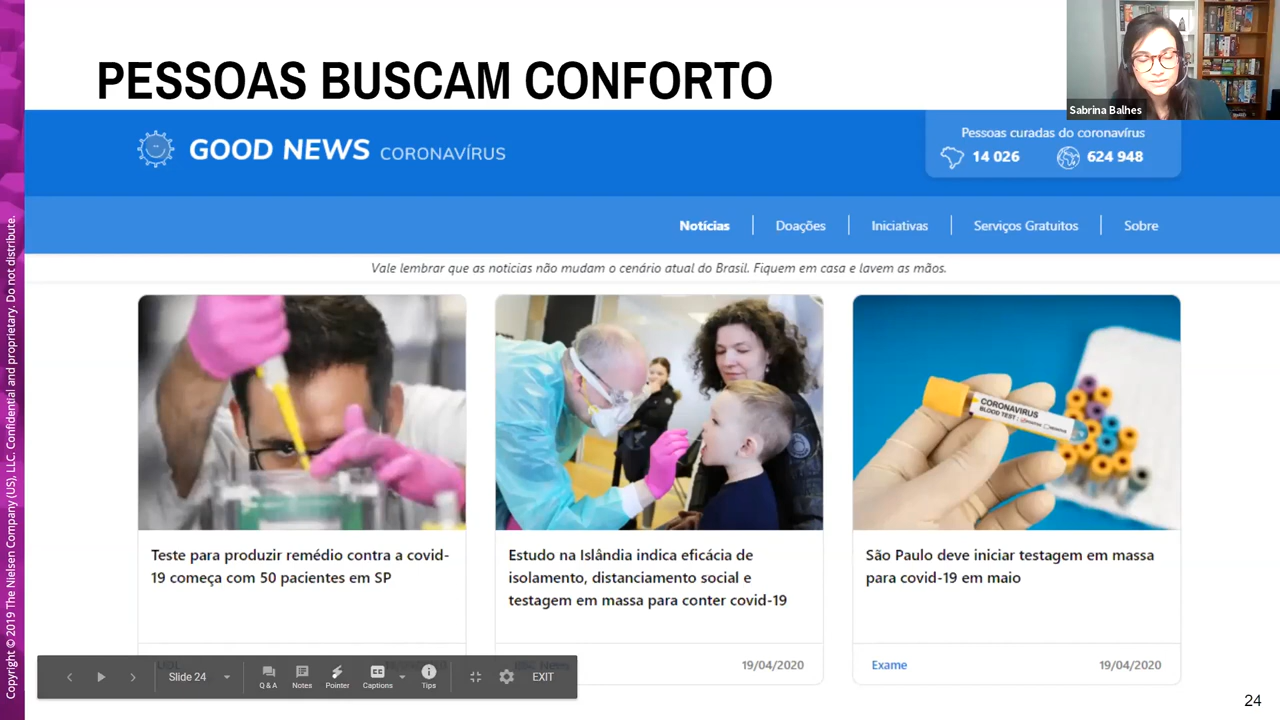 PESSOAS BUSCAM CONFORTO
Sabrina Balhes
GOOD NEWS CORONAVÍRUS
Pessoas curadas do coronavírus
14 026 624 948
Notícias Doações Iniciativas Serviços Gratuitos Sobre
Vale lembrar que as noticias não mudam o cenário atual do Brasil. Fiquem em casa e lavem as mãos.
CORONAVIRUS
BLOOD TEST
Teste para produzir remédio contra a covid-
19 começa com 50 pacientes em SP
Estudo na Islândia indica eficácia de
isolamento, distanciamento social e
testagem em massa para conter covid-19
São Paulo deve iniciar testagem em massa
para covid-19 em maio
19/04/2020
Exame 19/04/2020
Slide 24
Q & A Notes Pointer Captions Tips EXIT
24
Copyright © 2019 The Nielsen Company (US), LLC. Confidential and proprietary. Do not distribute.